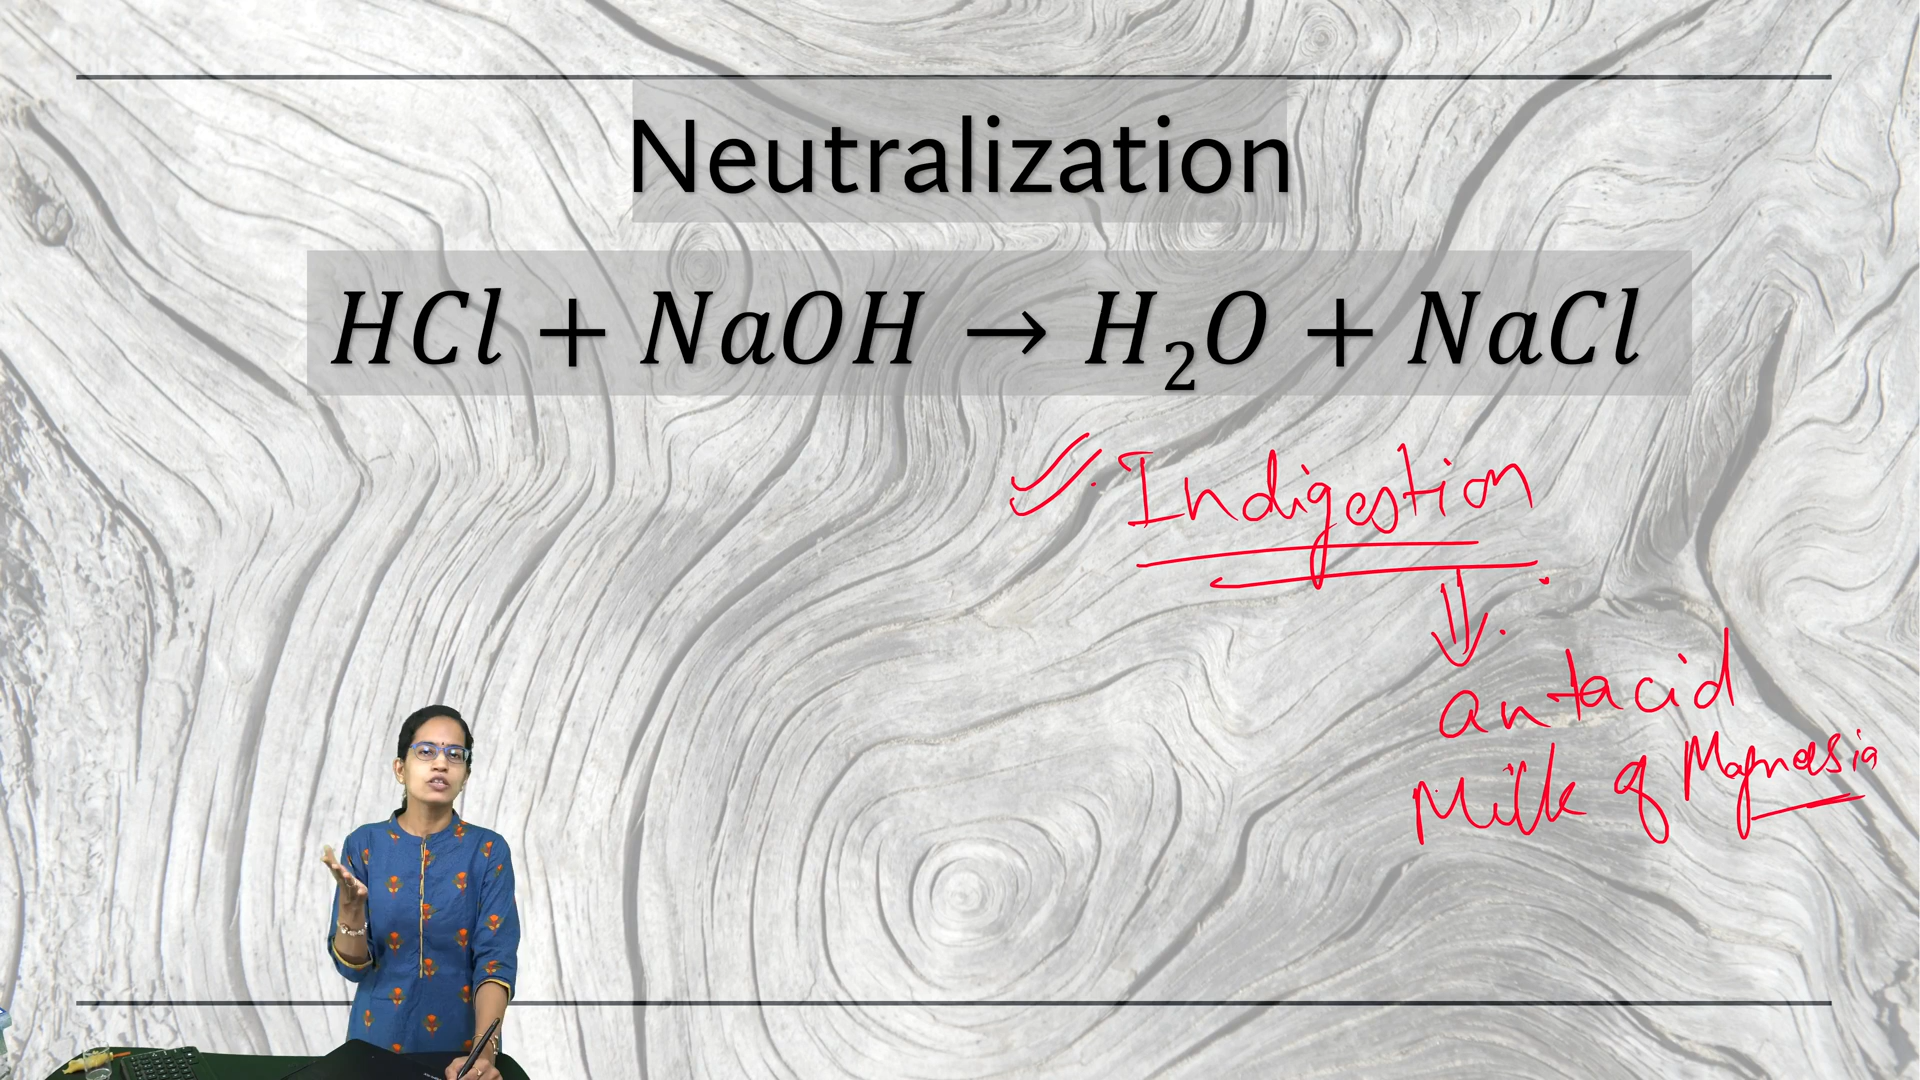 Neutralization
HCl + NaOH → H₂O + NaCl
Indigestion
antacid
Milk of Magnesia